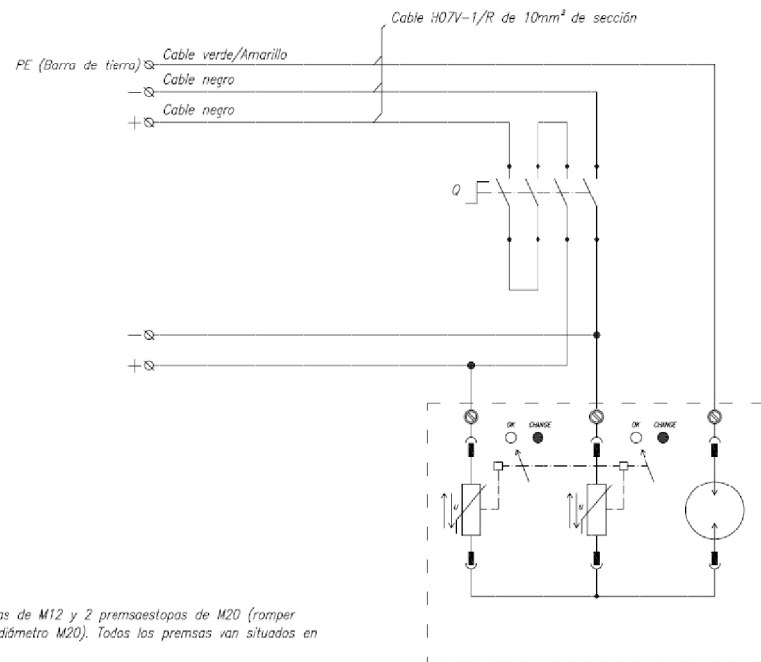 Cable H07V-1/R de 10mm² de sección
PE (Barra de tierra)
Cable verde/Amarillo
-
Cable negro
+
Cable negro
Q
-
+
OK CHANGE
OK CHANGE
u
u
de M12 y 2 premsaestopas de M20 (romper
diámetro M20). Todos los premsas van situados en